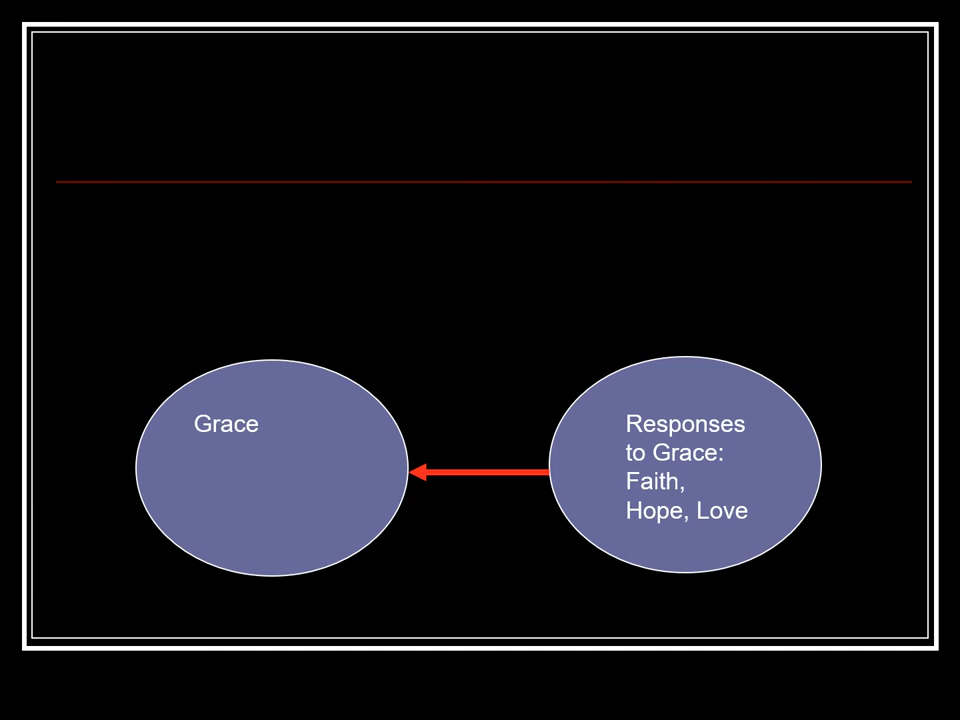 Grace
Responses
to Grace:
Faith,
Hope, Love